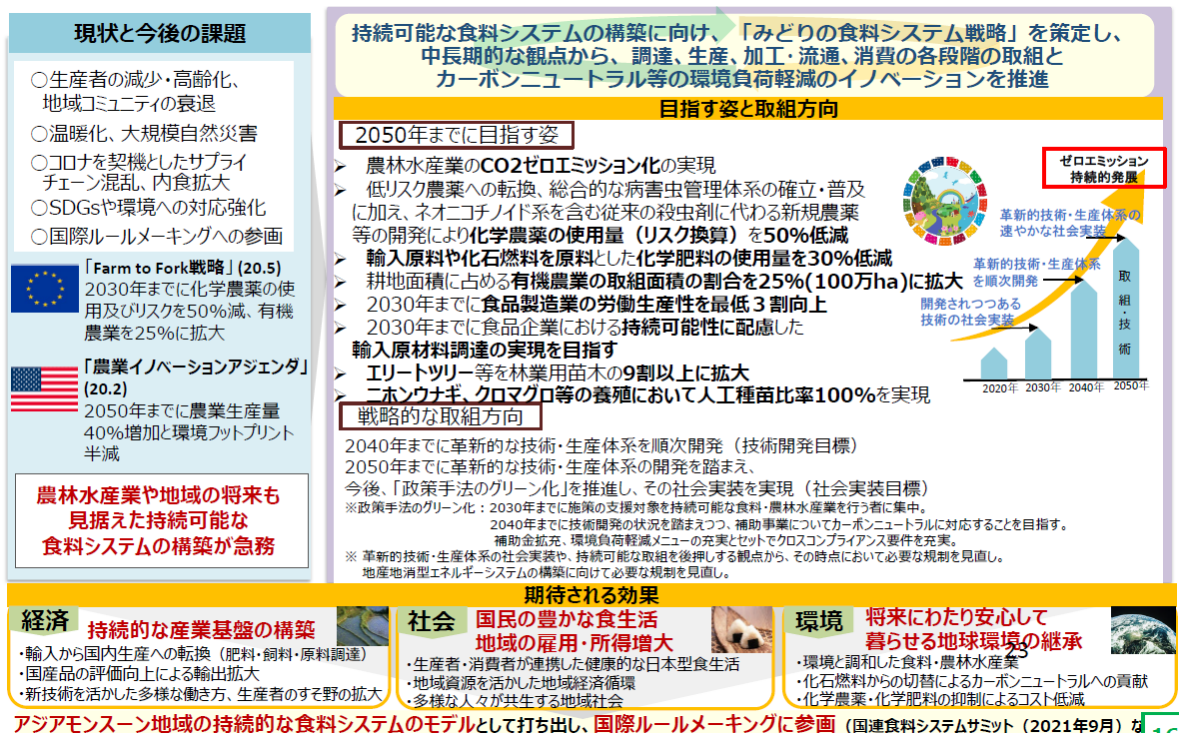 現状と今後の課題
○生産者の減少・高齢化、
地域コミュニティの衰退
○温暖化、大規模自然災害
○コロナを契機としたサプライ
チェーン混乱、内食拡大
○SDGsや環境への対応強化
○国際ルールメーキングへの参画
「Farm to Fork戦略」(20.5)
2030年までに化学農薬の使
用及びリスクを50%減、有機
農業を25%に拡大
「農業イノベーションアジェンダ」
(20.2)
2050年までに農業生産量
40%増加と環境フットプリント
半減
農林水産業や地域の将来も
見据えた持続可能な
食料システムの構築が急務
持続可能な食料システムの構築に向け、「みどりの食料システム戦略」を策定し、
中長期的な観点から、調達、生産、加工・流通、消費の各段階の取組と
カーボンニュートラル等の環境負荷軽減のイノベーションを推進
目指す姿と取組方向
2050年までに目指す姿
➢ 農林水産業のCO2ゼロエミッション化の実現
➢ 低リスク農薬への転換、総合的な病害虫管理体系の確立・普及
に加え、ネオニコチノイド系を含む従来の殺虫剤に代わる新規農薬
等の開発により化学農薬の使用量（リスク換算）を50%低減
➢ 輸入原料や化石燃料を原料とした化学肥料の使用量を30%低減
➢ 耕地面積に占める有機農業の取組面積の割合を25%(100万ha)に拡大
➢ 2030年までに食品製造業の労働生産性を最低３割向上
➢ 2030年までに食品企業における持続可能性に配慮した
輸入原材料調達の実現を目指す
➢ エリートツリー等を林業用苗木の9割以上に拡大
➢ ニホンウナギ、クロマグロ等の養殖において人工種苗比率100%を実現
ゼロエミッション
持続的発展
革新的技術・生産体系の
速やかな社会実装
革新的技術・生産体系
を順次開発
開発されつつある
技術の社会実装
取組・技術
2020年 2030年 2040年 2050年
戦略的な取組方向
2040年までに革新的な技術・生産体系を順次開発（技術開発目標）
2050年までに革新的な技術・生産体系の開発を踏まえ、
今後、「政策手法のグリーン化」を推進し、その社会実装を実現（社会実装目標）
※政策手法のグリーン化：2030年までに施策の支援対象を持続可能な食料・農林水産業を行う者に集中。
2040年までに技術開発の状況を踏まえつつ、補助事業についてカーボンニュートラルに対応することを目指す。
補助金拡充、環境負荷軽減メニューの充実とセットでクロスコンプライアンス要件を充実。
※ 革新的技術・生産体系の社会実装や、持続可能な取組を後押しする観点から、その時点において必要な規制を見直し。
地産地消型エネルギーシステムの構築に向けて必要な規制を見直し。
期待される効果
経済
持続的な産業基盤の構築
・輸入から国内生産への転換（肥料・飼料・原料調達）
・国産品の評価向上による輸出拡大
・新技術を活かした多様な働き方、生産者のすそ野の拡大
社会
国民の豊かな食生活
地域の雇用・所得増大
・生産者・消費者が連携した健康的な日本型食生活
・地域資源を活かした地域経済循環
・多様な人々が共生する地域社会
環境
将来にわたり安心して
暮らせる地球環境の継承
23
・環境と調和した食料・農林水産業
・化石燃料からの切替によるカーボンニュートラルへの貢献
・化学農薬・化学肥料の抑制によるコスト低減
アジアモンスーン地域の持続的な食料システムのモデルとして打ち出し、国際ルールメーキングに参画（国連食料システムサミット（2021年9月）な